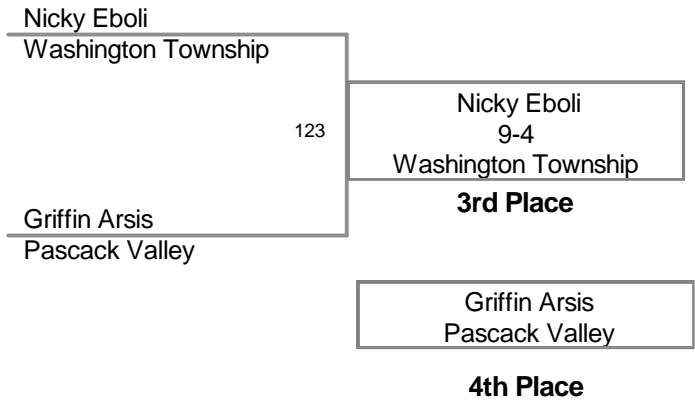 Nicky Eboli
Washington Township
123
Nicky Eboli
9-4
Washington Township
3rd Place
Griffin Arsis
Pascack Valley
Griffin Arsis
Pascack Valley
4th Place